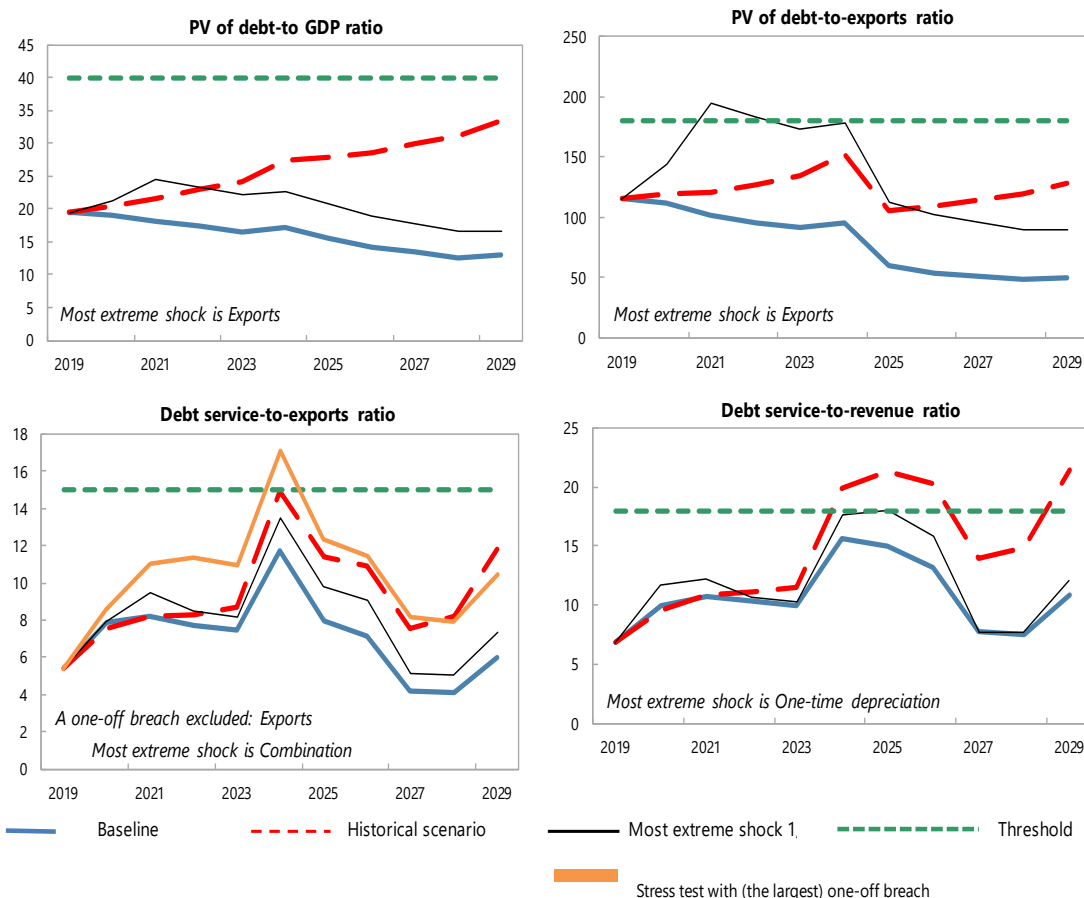 PV of debt-to GDP ratio
45
40
35
30
25
20
15
10
5
0
Most extreme shock is Exports
2019 2021 2023 2025 2027 2029
PV of debt-to-exports ratio
250
200
150
100
50
0
Most extreme shock is Exports
2019 2021 2023 2025 2027 2029
Debt service-to-exports ratio
18
16
14
12
10
8
6
4
2
0
A one-off breach excluded: Exports
Most extreme shock is Combination
2019 2021 2023 2025 2027 2029
Debt service-to-revenue ratio
25
20
15
10
5
0
Most extreme shock is One-time depreciation
2019 2021 2023 2025 2027 2029
Baseline Historical scenario Most extreme shock 1, Threshold
Stress test with (the largest) one-off breach